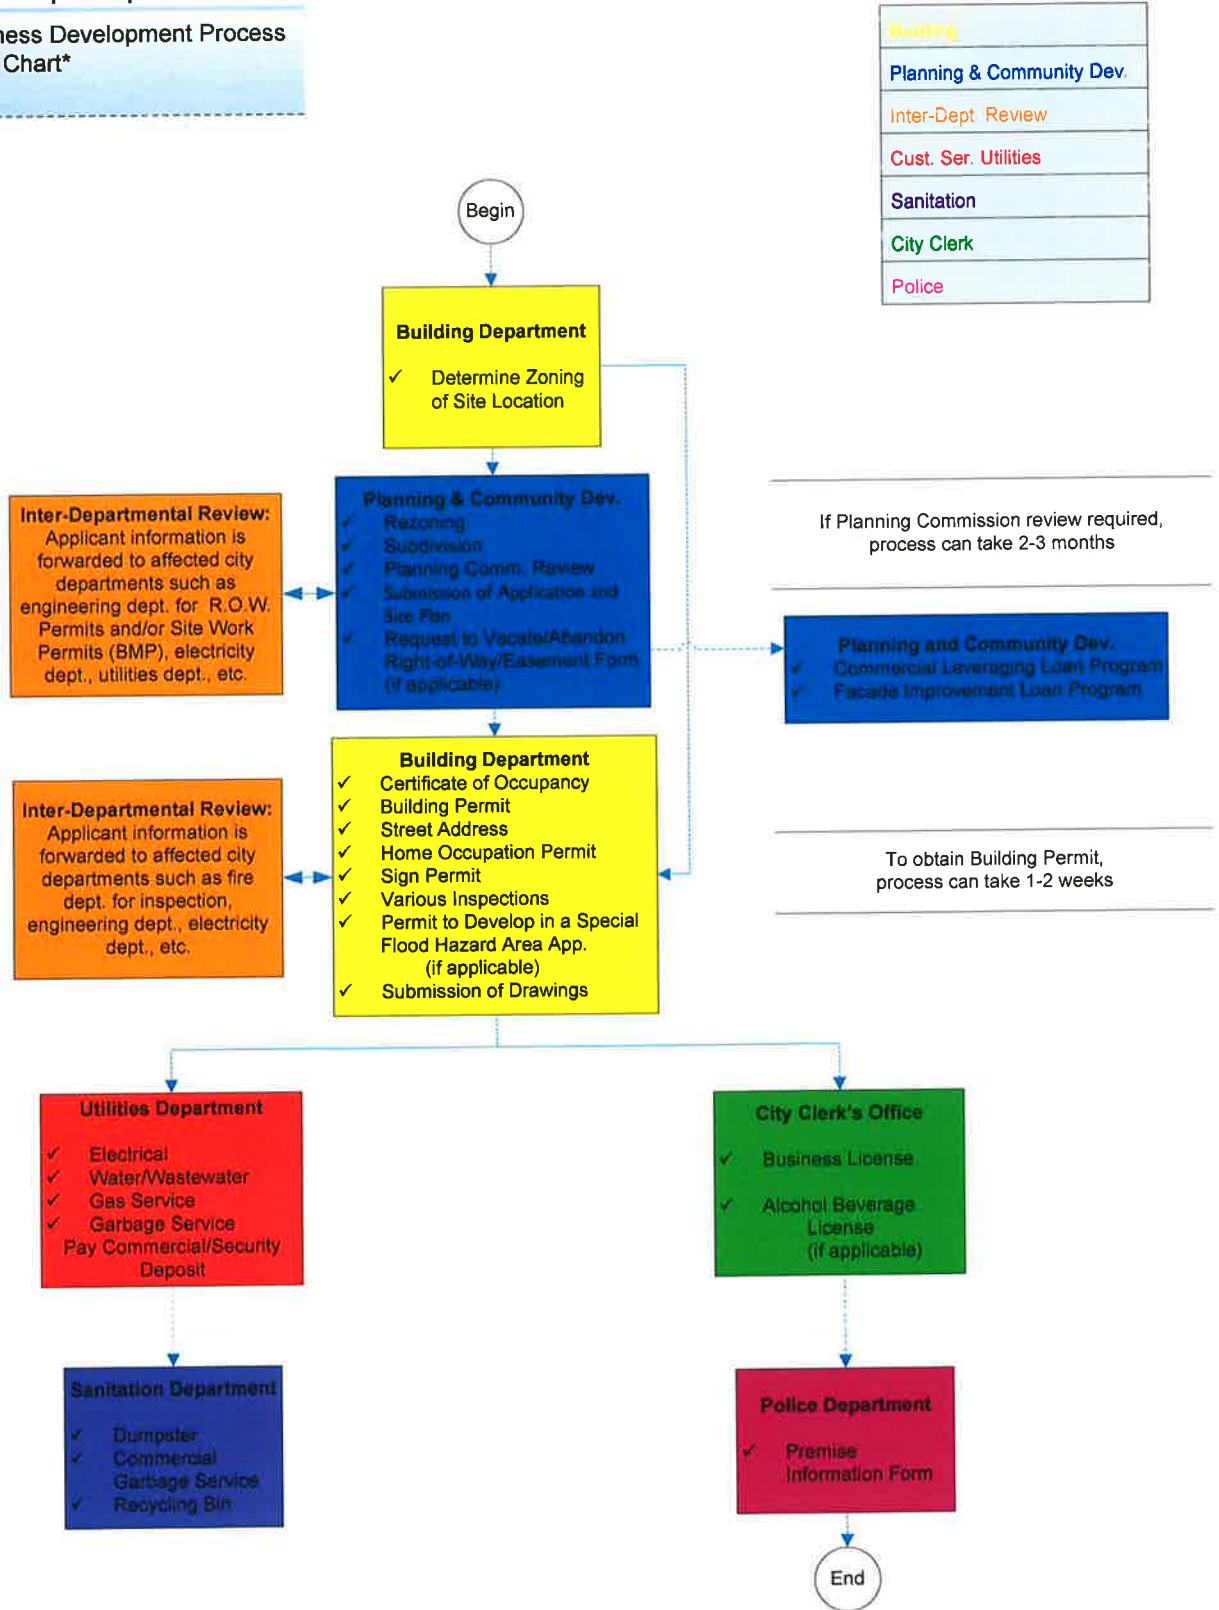 ness Development Process
Chart*
Building
Planning & Community Dev.
Inter-Dept Review
Cust. Ser. Utilities
Sanitation
City Clerk
Police
Begin
Building Department
✓ Determine Zoning
of Site Location
Inter-Departmental Review:
Applicant information is
forwarded to affected city
departments such as
engineering dept. for R.O.W.
Permits and/or Site Work
Permits (BMP), electricity
dept., utilities dept., etc.
Planning & Community Dev.
✓ Rezoning
✓ Subdivision
✓ Planning Comm. Review
✓ Submission of Application and
Site Plan
✓ Request to Vacate/Abandon
Right-of-Way/Easement Form
(if applicable)
If Planning Commission review required,
process can take 2-3 months
Planning and Community Dev.
✓ Commercial Leveraging Loan Program
✓ Facade Improvement Loan Program
Inter-Departmental Review:
Applicant information is
forwarded to affected city
departments such as fire
dept. for inspection,
engineering dept., electricity
dept., etc.
Building Department
✓ Certificate of Occupancy
✓ Building Permit
✓ Street Address
✓ Home Occupation Permit
✓ Sign Permit
✓ Various Inspections
✓ Permit to Develop in a Special
Flood Hazard Area App.
(if applicable)
✓ Submission of Drawings
To obtain Building Permit,
process can take 1-2 weeks
Utilities Department
✓ Electrical
✓ Water/Wastewater
✓ Gas Service
✓ Garbage Service
Pay Commercial/Security
Deposit
City Clerk's Office
✓ Business License
✓ Alcohol Beverage
License
(if applicable)
Sanitation Department
✓ Dumpster
✓ Commercial
Garbage Service
✓ Recycling Bin
Police Department
✓ Premise
Information Form
End